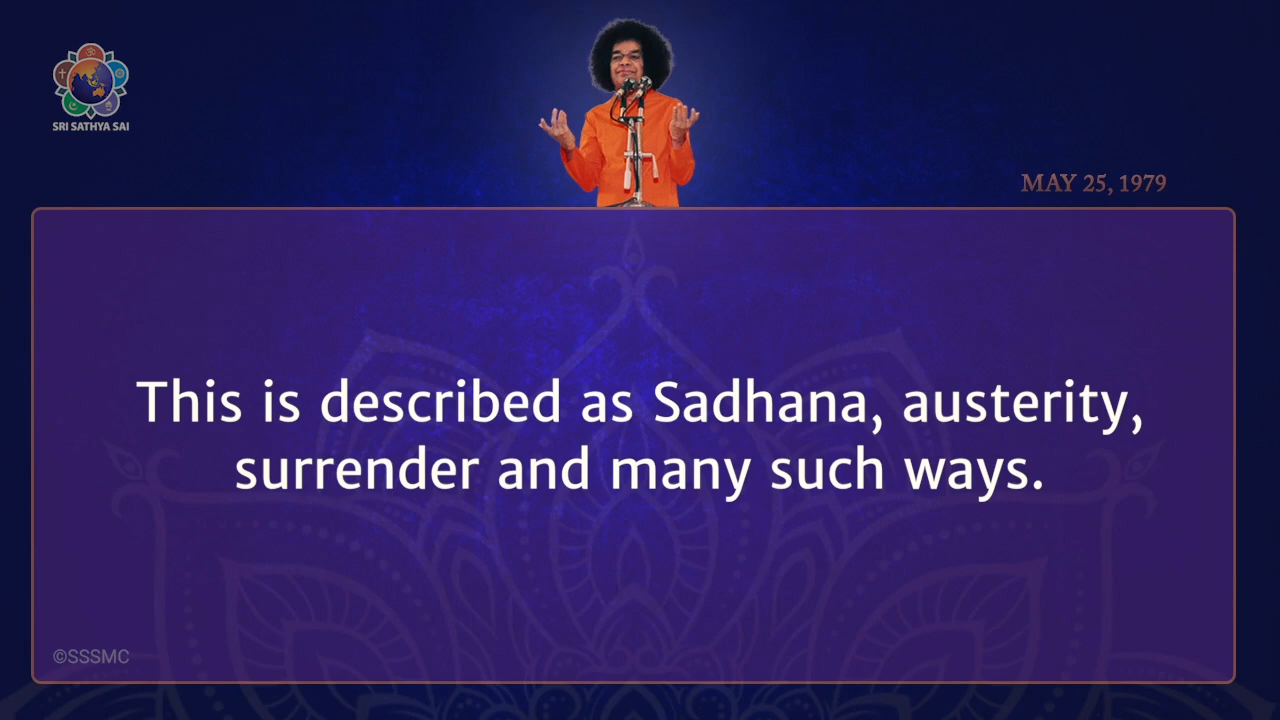 SRI SATHYA SAI
MAY 25, 1979
This is described as Sadhana, austerity,
surrender and many such ways.
©SSSMC